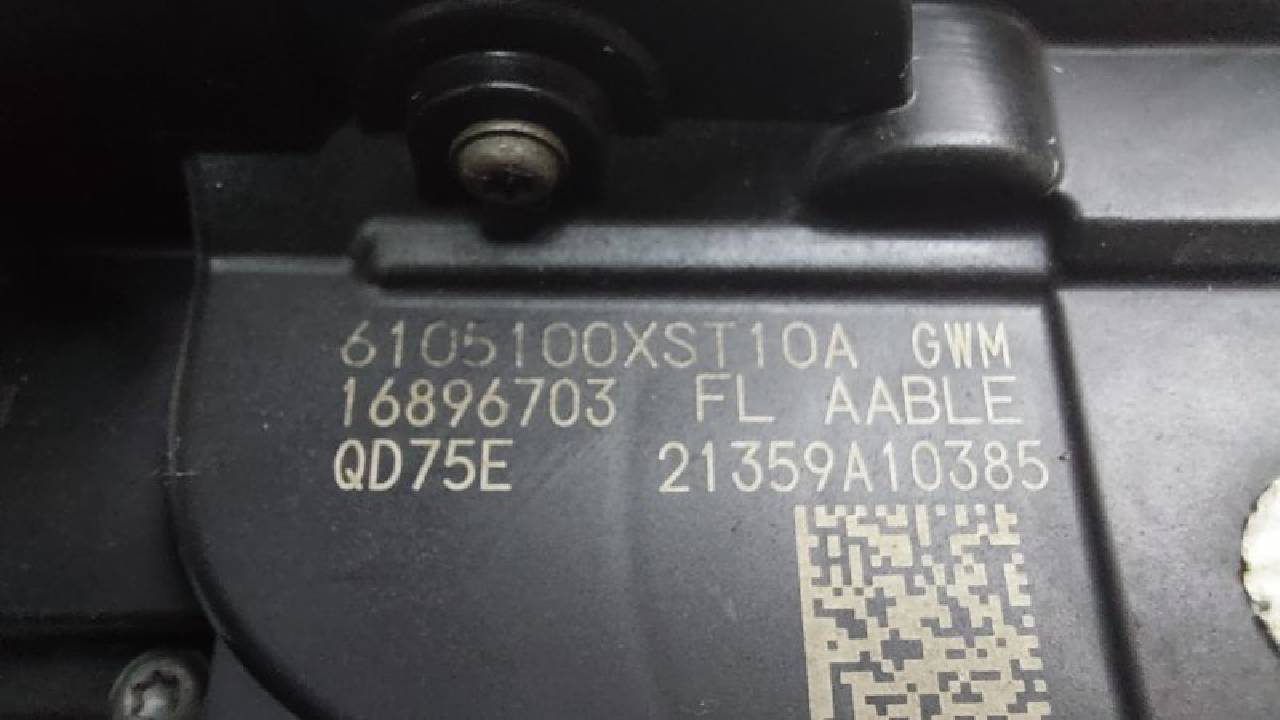 6105100XST10A GWM
16896703 FL AABLE
QD75E 21359A10385